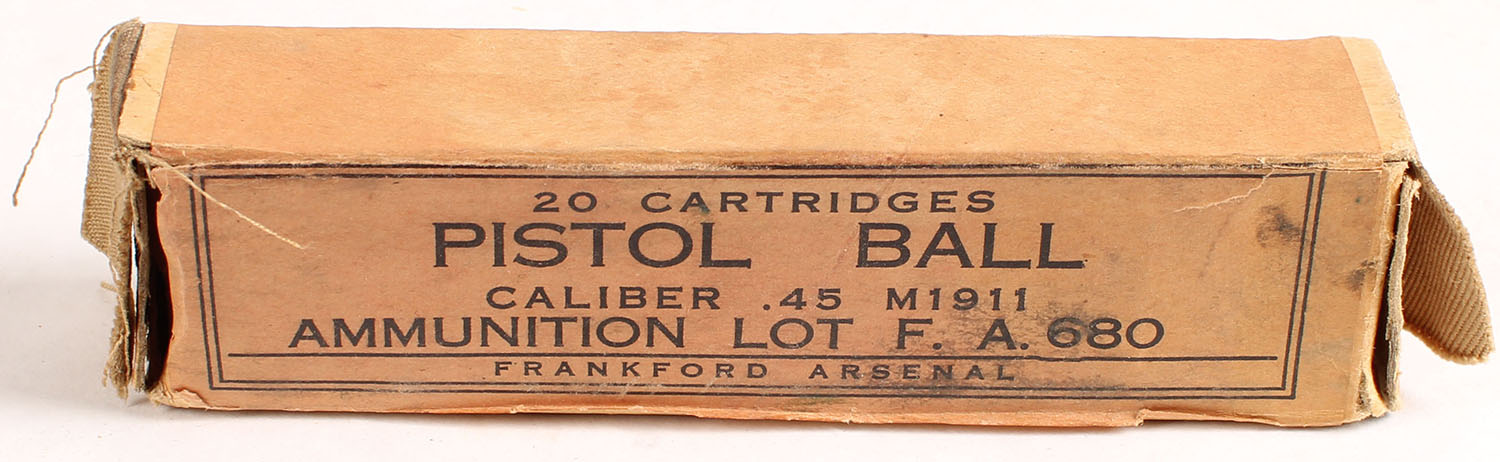 20 CARTRIDGES
PISTOL BALL
CALIBER .45 M1911
AMMUNITION LOT F. A. 680
FRANKFORD ARSENAL